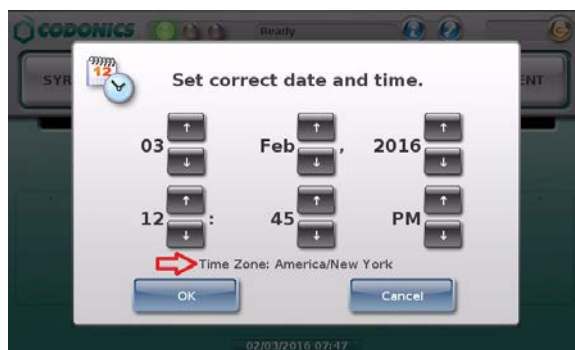 CODONICS Ready
SYR ENT
12
Set correct date and time.
03 Feb , 2016
12 : 45 PM
Time Zone: America/New York
OK Cancel
02/03/2016 07:47